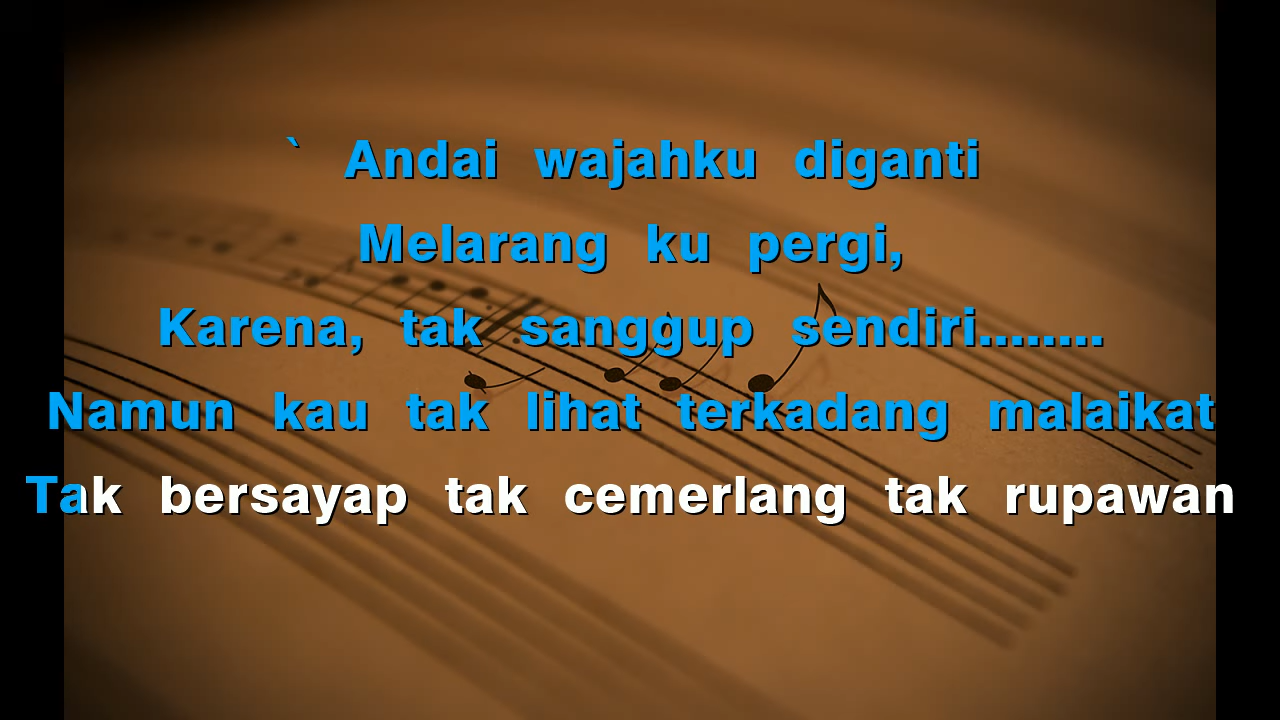 ` Andai wajahku diganti
Melarang ku pergi,
Karena, tak sanggup sendiri........
Namun kau tak lihat terkadang malaikat
Tak bersayap tak cemerlang tak rupawan